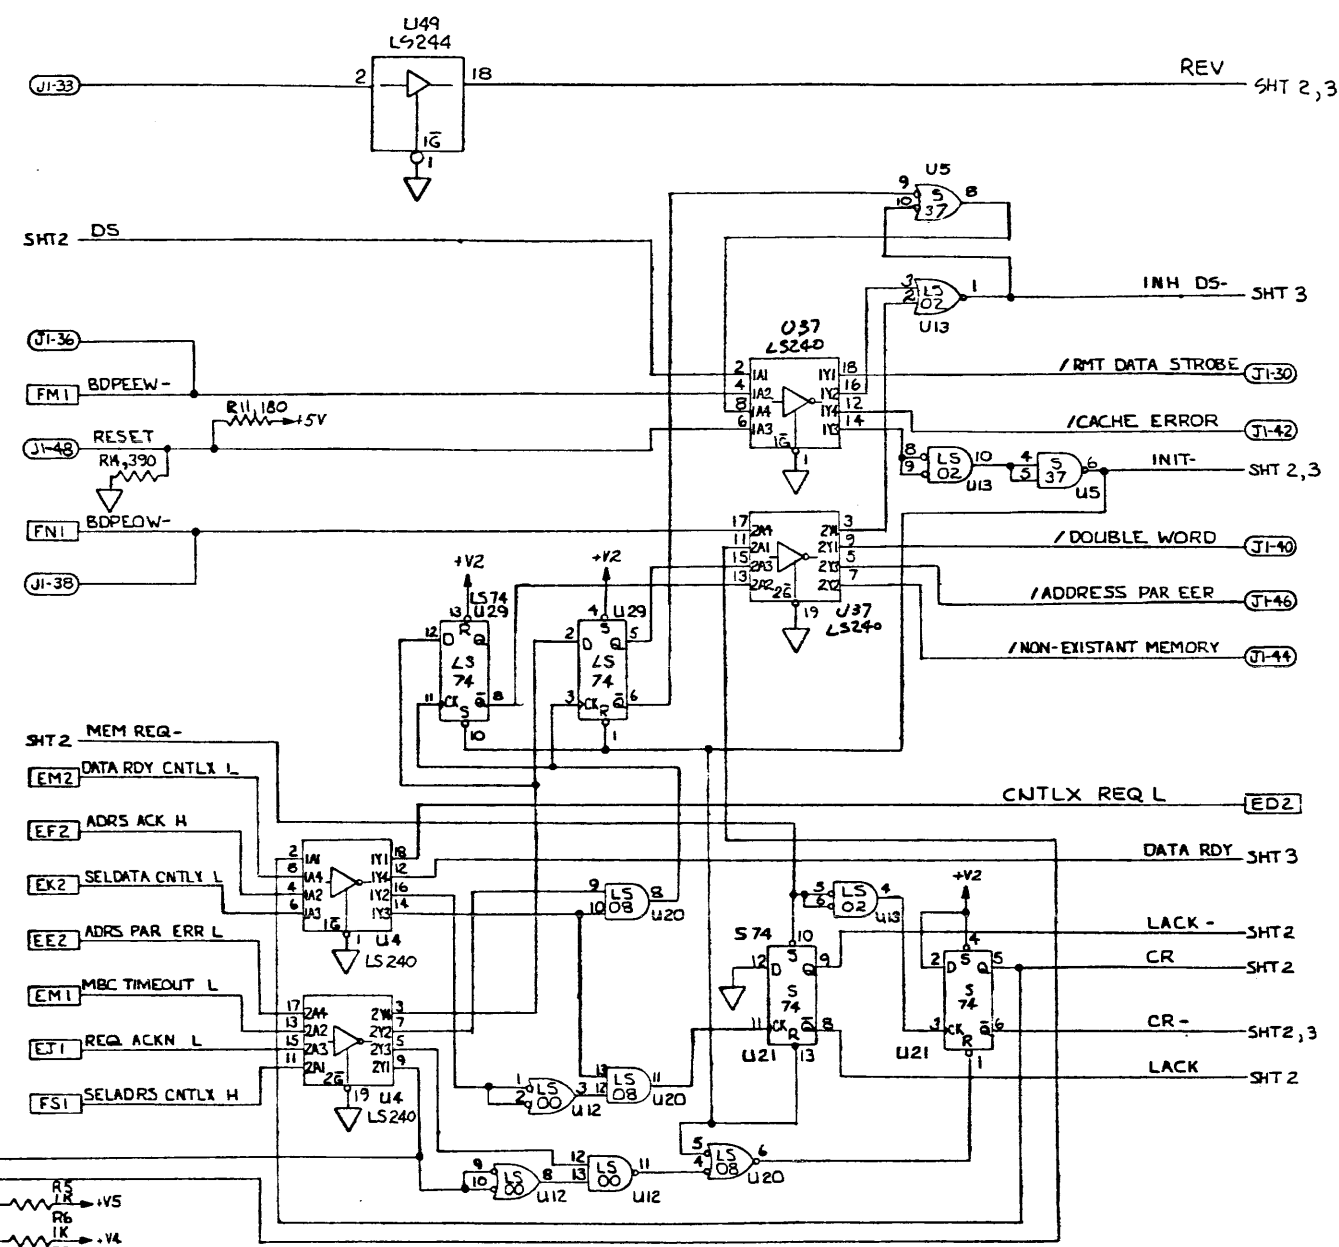 U49
LS244
J1-33
2
18
REV
SHT 2,3
1G
1
U5
9
10
8
S
37
SHT2 DS
3
2
1
LS
02
U13
INH DS-
SHT 3
J1-36
FM1 BDPEEW-
U37
LS240
2 1A1 1Y1 18
4 1A2 1Y2 16
8 1A4 1Y4 12
6 1A3 1Y3 14
1G
1
/RMT DATA STROBE J1-30
R11, 180
+5V
J1-48 RESET
R14, 390
/CACHE ERROR J1-42
8
9
LS
02
10
U13
4
5
S
37
6
U5
INIT- SHT 2,3
FN1 BDPEOW-
J1-38
17 2A4 2Y4 3
11 2A1 2Y1 9
15 2A3 2Y3 5
13 2A2 2Y2 7
2G
19
U37
LS240
/DOUBLE WORD J1-40
/ADDRESS PAR EER J1-46
/NON-EXISTANT MEMORY J1-44
+V2
LS74
13 U29
R
12 D Q
LS
74
11 CK Q 8
S
10
+V2
4 U29
S
2 D Q 5
LS
74
3 CK Q 6
R
1
SHT2 MEM REQ-
EM2 DATA RDY CNTLX L
EF2 ADRS ACK H
EK2 SELDATA CNTLY L
EE2 ADRS PAR ERR L
EM1 MBC TIMEOUT L
EJ1 REQ ACKN L
FS1 SELADRS CNTLX H
2 1A1 1Y1 18
8 1A4 1Y4 12
4 1A2 1Y2 16
6 1A3 1Y3 14
1G
1
U4
LS240
17 2A4 2Y4 3
13 2A2 2Y2 7
15 2A3 2Y3 5
11 2A1 2Y1 9
2G
19
U4
LS240
CNTLX REQ L ED2
DATA RDY SHT3
9
10
LS
08
8
U20
5
6
LS
02
4
U13
+V2
LACK - SHT2
CR SHT2
CR- SHT2,3
LACK SHT2
S74
10
S
12 D Q 9
S
74
11 CK Q 8
R
U21 13
4
S
2 D Q 5
S
74
3 CK Q 6
R
U21 1
1
2
LS
00
3
U12
13
12
LS
08
11
U20
9
10
LS
00
8
U12
12
13
LS
00
11
U12
5
4
LS
08
6
U20
R5
1K +V5
R6
1K +V4